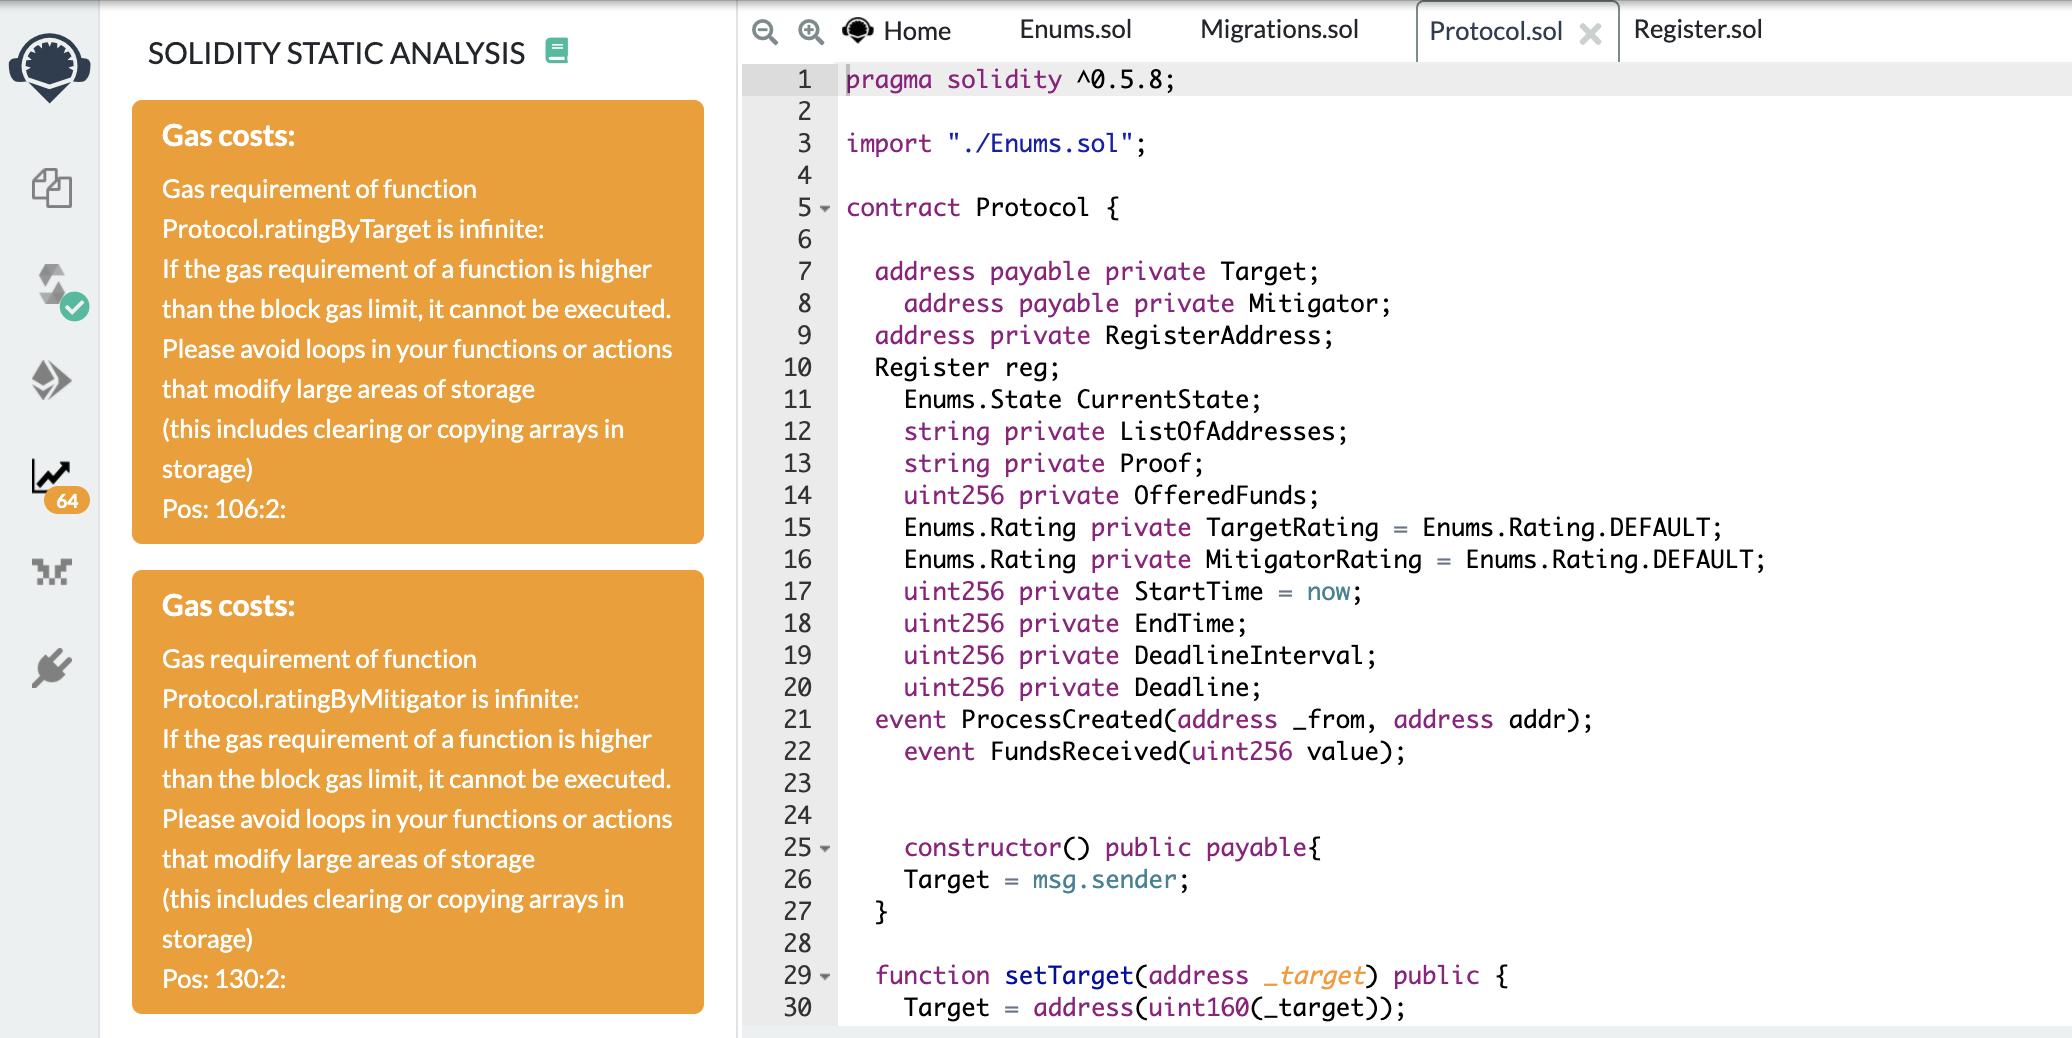 SOLIDITY STATIC ANALYSIS
Gas costs:
Gas requirement of function
Protocol.ratingByTarget is infinite:
If the gas requirement of a function is higher
than the block gas limit, it cannot be executed.
Please avoid loops in your functions or actions
that modify large areas of storage
(this includes clearing or copying arrays in
storage)
Pos: 106:2:
64
Gas costs:
Gas requirement of function
Protocol.ratingByMitigator is infinite:
If the gas requirement of a function is higher
than the block gas limit, it cannot be executed.
Please avoid loops in your functions or actions
that modify large areas of storage
(this includes clearing or copying arrays in
storage)
Pos: 130:2:
Home Enums.sol Migrations.sol Protocol.sol Register.sol
1 pragma solidity ^0.5.8;
2
3 import "./Enums.sol";
4
5 contract Protocol {
6
7 address payable private Target;
8 address payable private Mitigator;
9 address private RegisterAddress;
10 Register reg;
11 Enums.State CurrentState;
12 string private ListOfAddresses;
13 string private Proof;
14 uint256 private OfferedFunds;
15 Enums.Rating private TargetRating = Enums.Rating.DEFAULT;
16 Enums.Rating private MitigatorRating = Enums.Rating.DEFAULT;
17 uint256 private StartTime = now;
18 uint256 private EndTime;
19 uint256 private DeadlineInterval;
20 uint256 private Deadline;
21 event ProcessCreated(address _from, address addr);
22 event FundsReceived(uint256 value);
23
24
25 constructor() public payable{
26 Target = msg.sender;
27 }
28
29 function setTarget(address _target) public {
30 Target = address(uint160(_target));